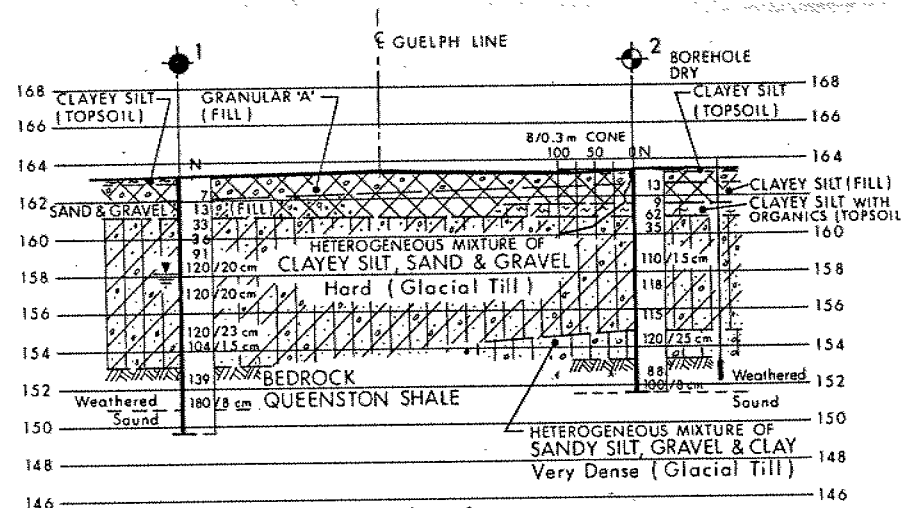 1
₵ GUELPH LINE
2
BOREHOLE
DRY
168
CLAYEY SILT
(TOPSOIL)
GRANULAR 'A'
(FILL)
CLAYEY SILT
(TOPSOIL)
168
166
166
8/0.3 m CONE
100 50 0N
164
N
164
7
13
CLAYEY SILT (FILL)
162
SAND & GRAVEL
13
(FILL)
9
62
CLAYEY SILT WITH
ORGANICS (TOPSOIL
33
35
160
36
HETEROGENEOUS MIXTURE OF
160
91
CLAYEY SILT, SAND & GRAVEL
110/15 cm
158
120/20 cm
Hard (Glacial Till)
158
120/20 cm
118
156
115
156
120/23 cm
120/25 cm
154
104/15 cm
154
139
BEDROCK
88
Weathered
152
100/8 cm
152
Weathered
180/8 cm
QUEENSTON SHALE
Sound
Sound
150
150
HETEROGENEOUS MIXTURE OF
SANDY SILT, GRAVEL & CLAY
148
Very Dense (Glacial Till)
148
146
146